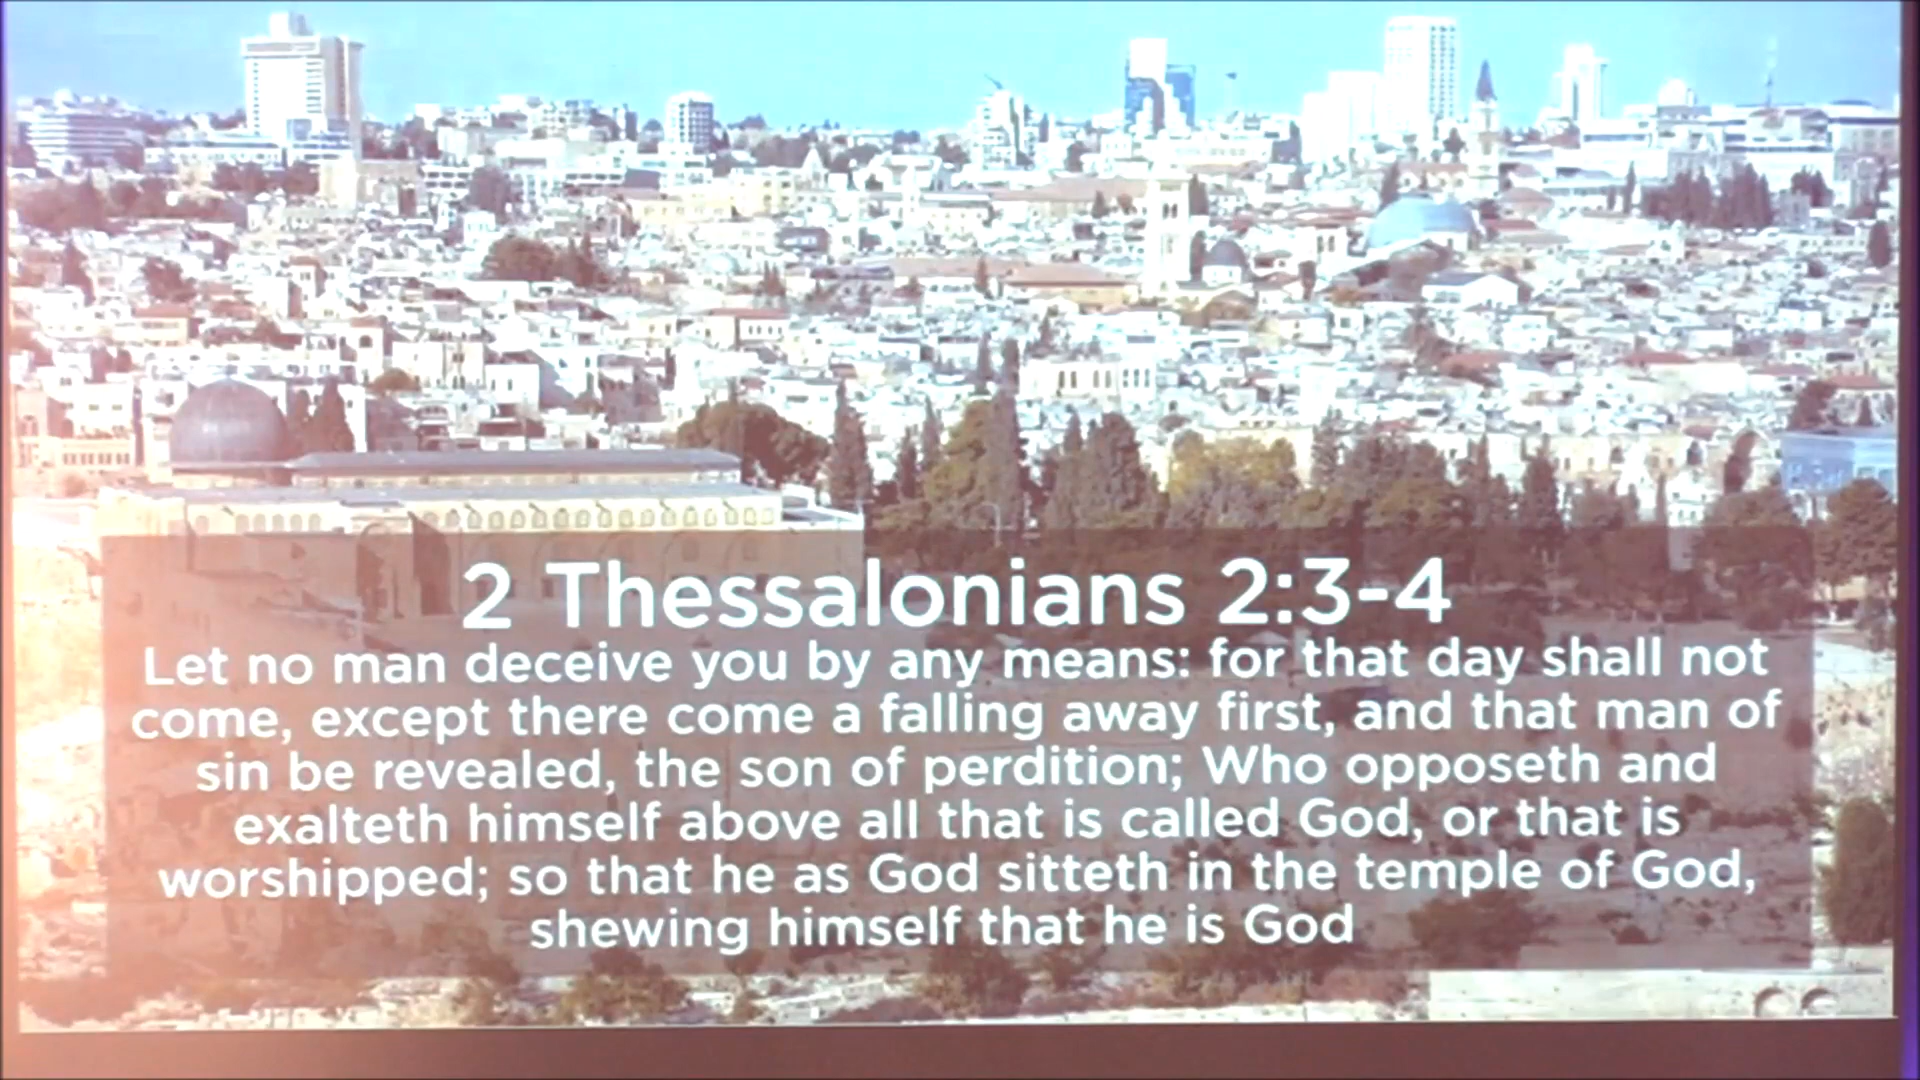 2 Thessalonians 2:3-4
Let no man deceive you by any means: for that day shall not
come, except there come a falling away first, and that man of
sin be revealed, the son of perdition; Who opposeth and
exalteth himself above all that is called God, or that is
worshipped; so that he as God sitteth in the temple of God,
shewing himself that he is God